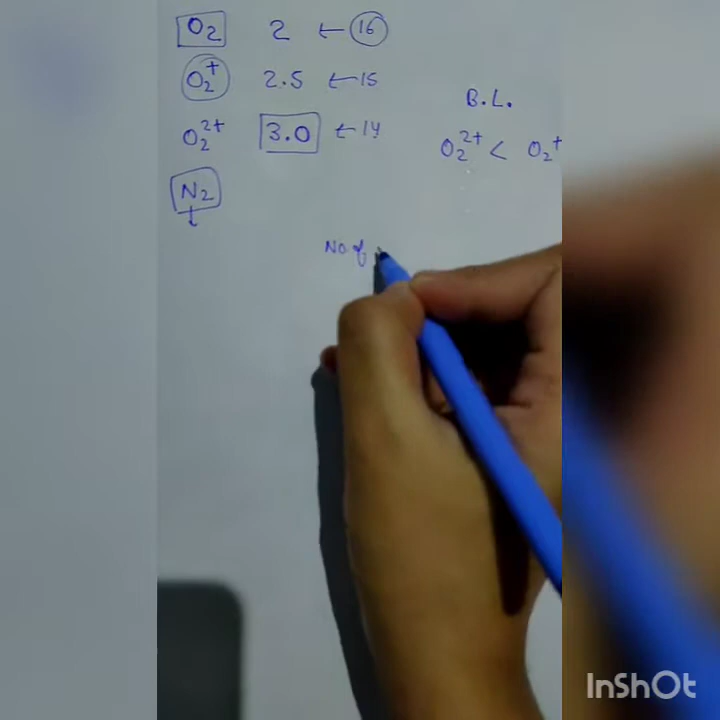 O₂ 2 ← 16
O₂⁺ 2.5 ← 15
B.L.
O₂²⁺ 3.0 ← 14
O₂²⁺ < O₂⁺
N₂
No of
InShOt